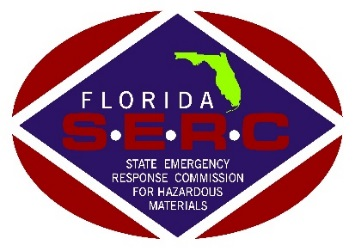 FLORIDA
S·E·R·C
STATE EMERGENCY
RESPONSE COMMISSION
FOR HAZARDOUS
MATERIALS